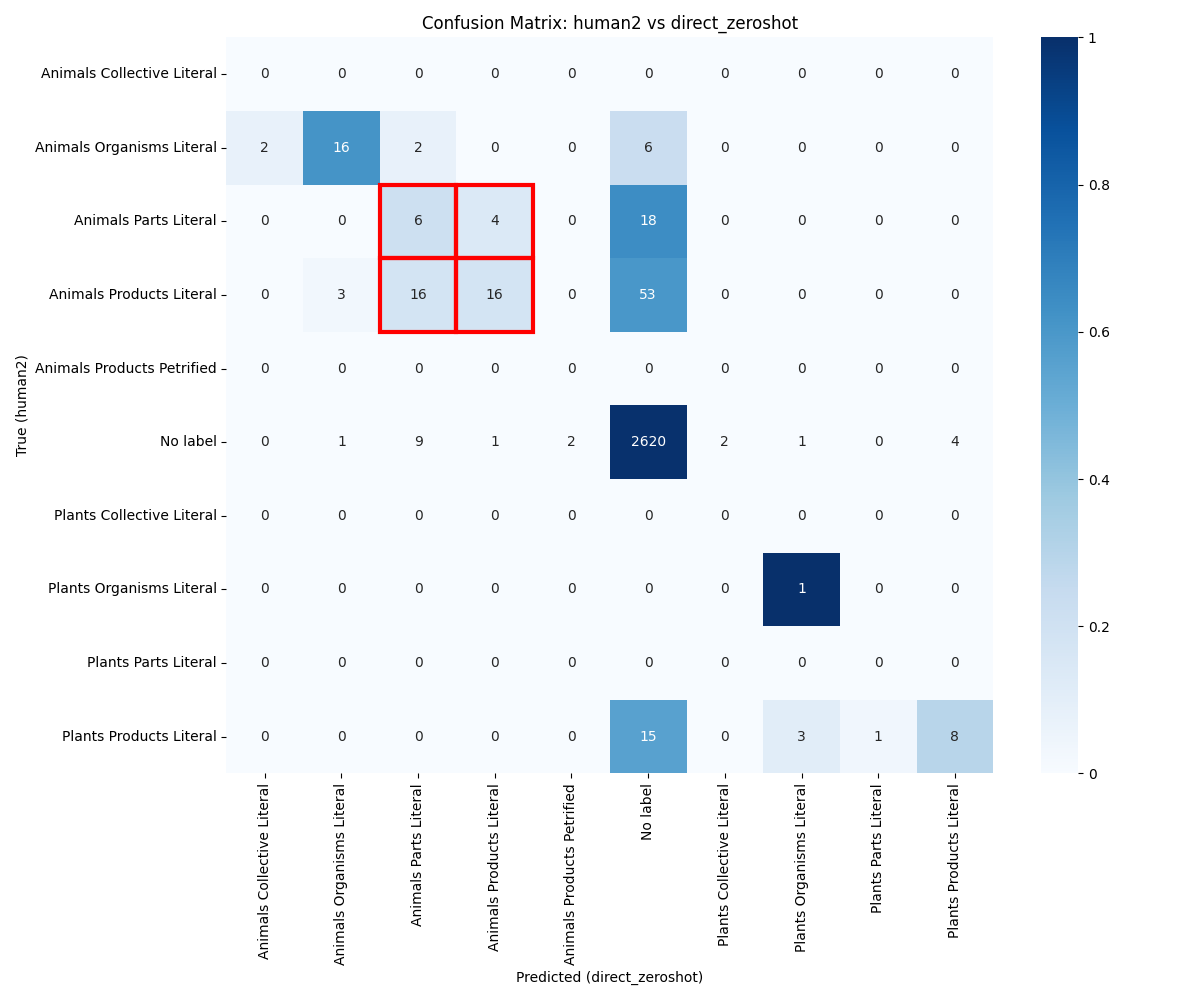 Confusion Matrix: human2 vs direct_zeroshot
Animals Collective Literal 0 0 0 0 0 0 0 0 0 0
Animals Organisms Literal 2 16 2 0 0 6 0 0 0 0
Animals Parts Literal 0 0 6 4 0 18 0 0 0 0
Animals Products Literal 0 3 16 16 0 53 0 0 0 0
Animals Products Petrified 0 0 0 0 0 0 0 0 0 0
No label 0 1 9 1 2 2620 2 1 0 4
Plants Collective Literal 0 0 0 0 0 0 0 0 0 0
Plants Organisms Literal 0 0 0 0 0 0 0 1 0 0
Plants Parts Literal 0 0 0 0 0 0 0 0 0 0
Plants Products Literal 0 0 0 0 0 15 0 3 1 8
True (human2)
Animals Collective Literal
Animals Organisms Literal
Animals Parts Literal
Animals Products Literal
Animals Products Petrified
No label
Plants Collective Literal
Plants Organisms Literal
Plants Parts Literal
Plants Products Literal
Predicted (direct_zeroshot)
1
0.8
0.6
0.4
0.2
0